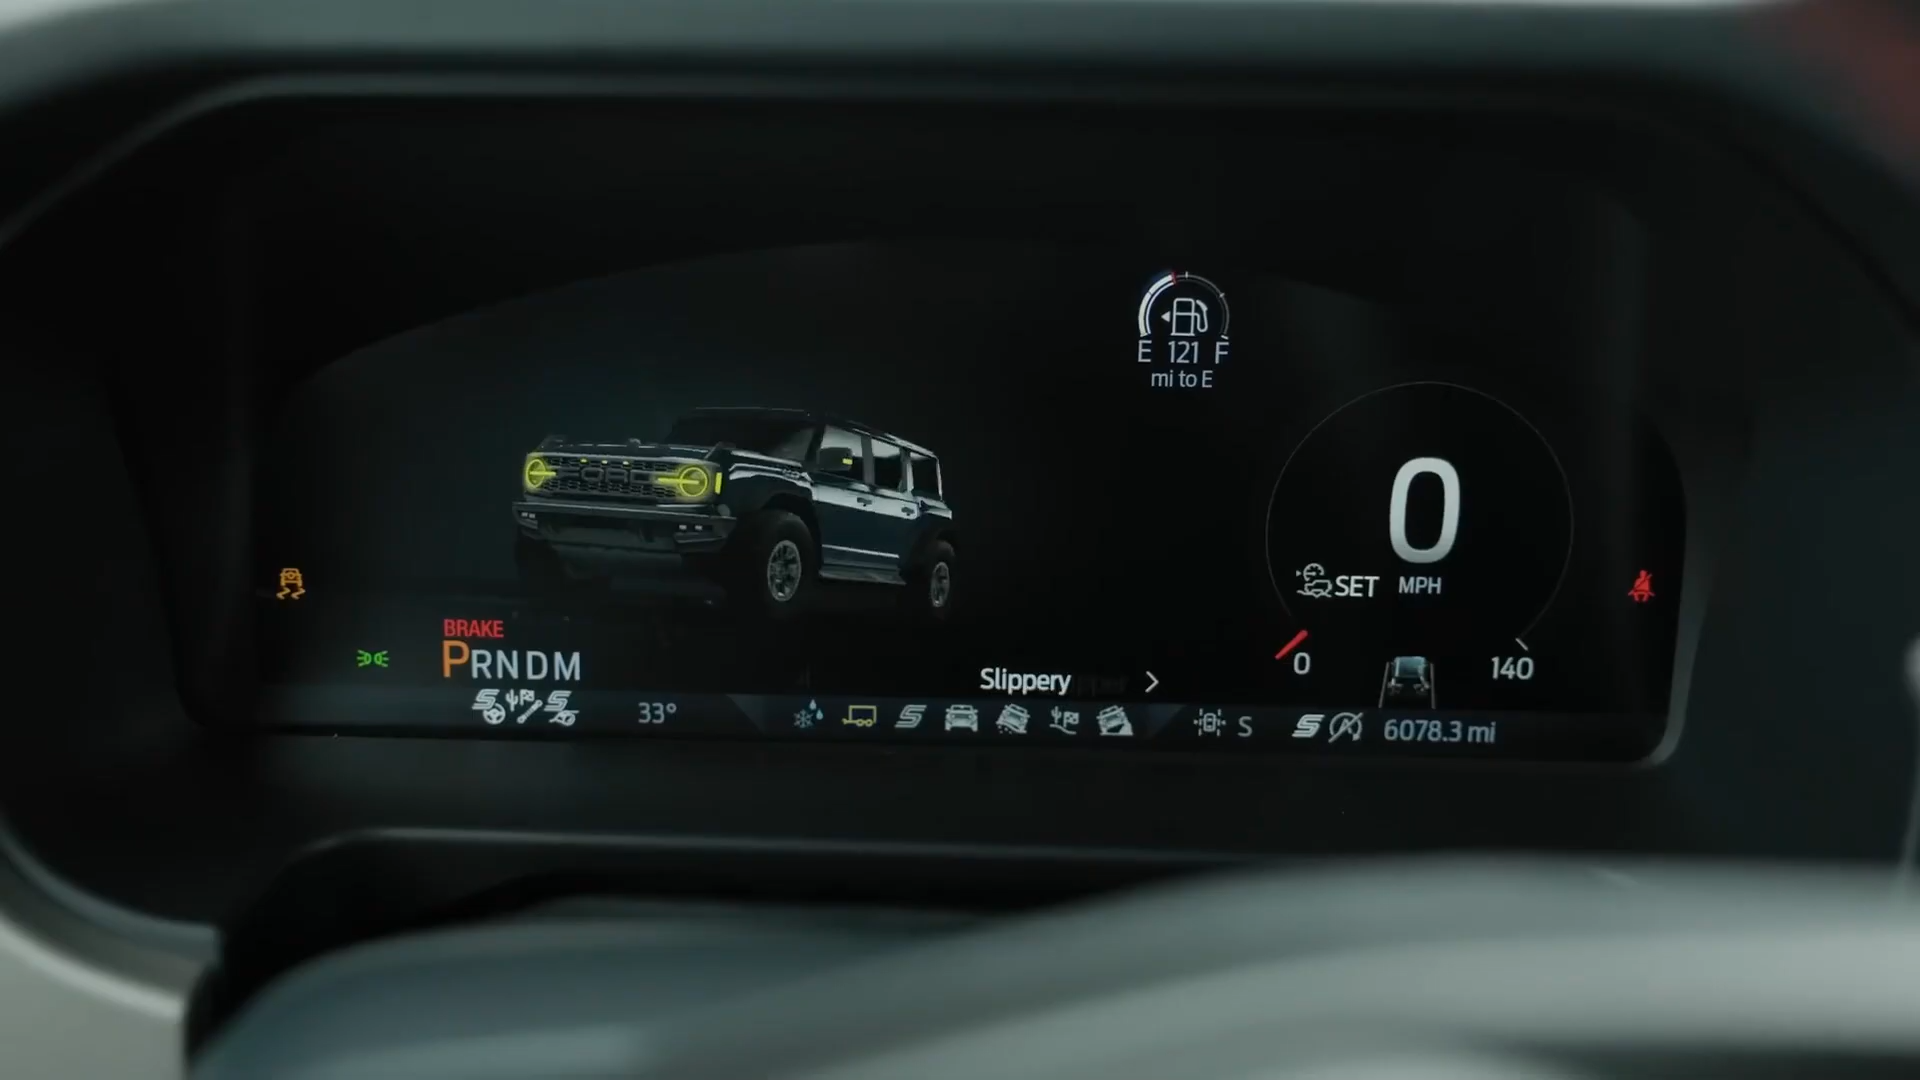 E 121 F
mi to E
0
SET MPH
BRAKE
PRNDM
Slippery
0
140
33°
S
6078.3 mi